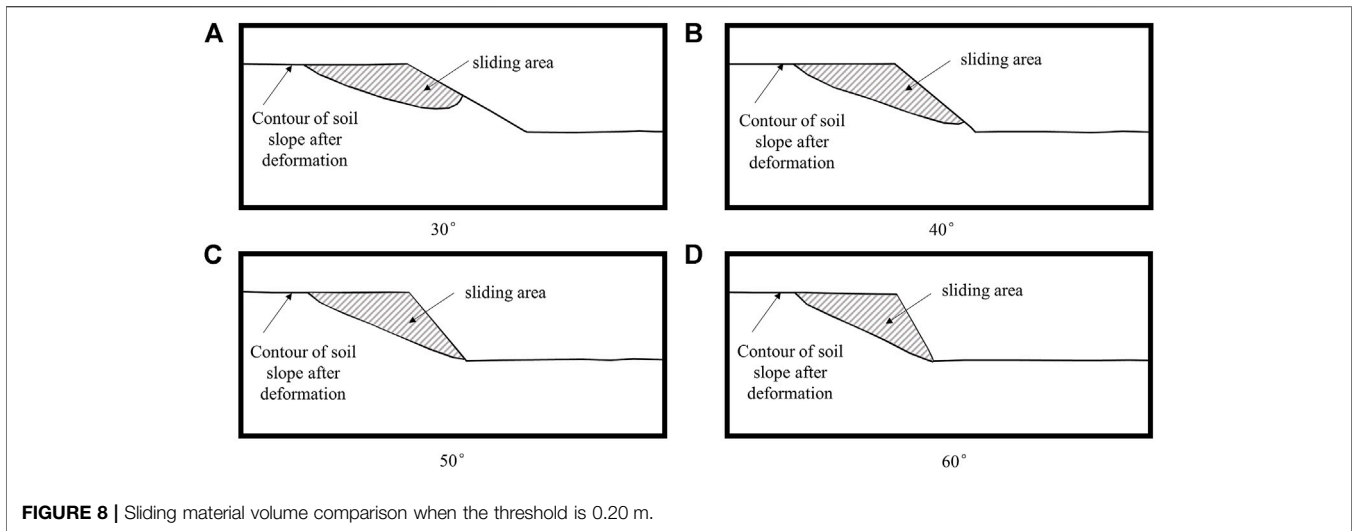 A
sliding area
Contour of soil
slope after
deformation
30°
B
sliding area
Contour of soil
slope after
deformation
40°
C
sliding area
Contour of soil
slope after
deformation
50°
D
sliding area
Contour of soil
slope after
deformation
60°
FIGURE 8 | Sliding material volume comparison when the threshold is 0.20 m.